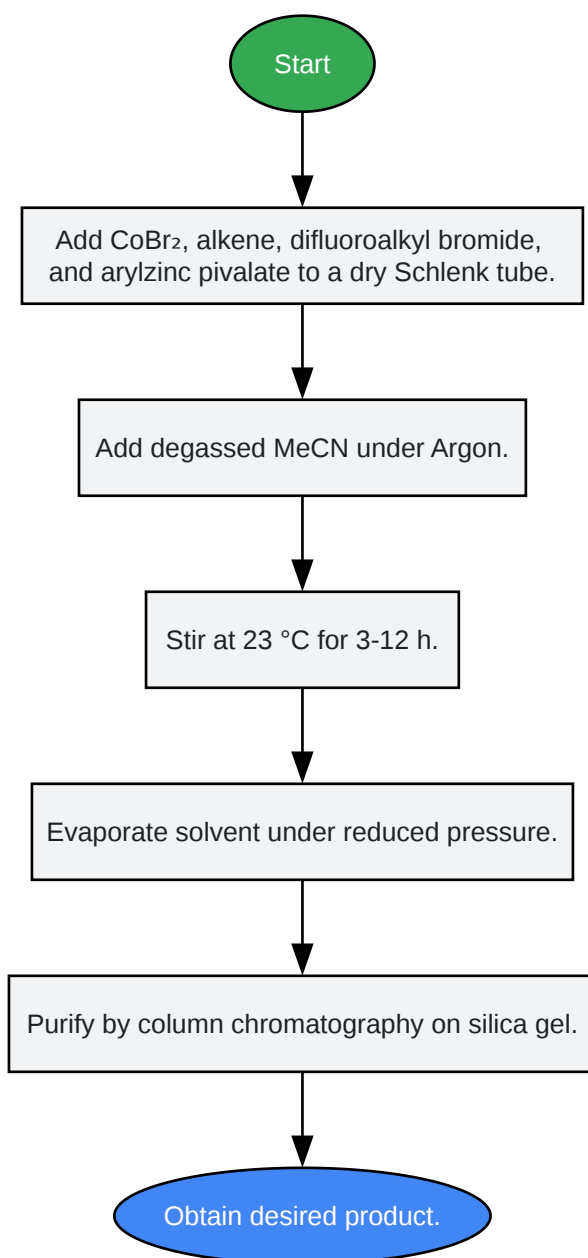 Start
Add CoBr₂, alkene, difluoroalkyl bromide,
and arylzinc pivalate to a dry Schlenk tube.
Add degassed MeCN under Argon.
Stir at 23 °C for 3-12 h.
Evaporate solvent under reduced pressure.
Purify by column chromatography on silica gel.
Obtain desired product.